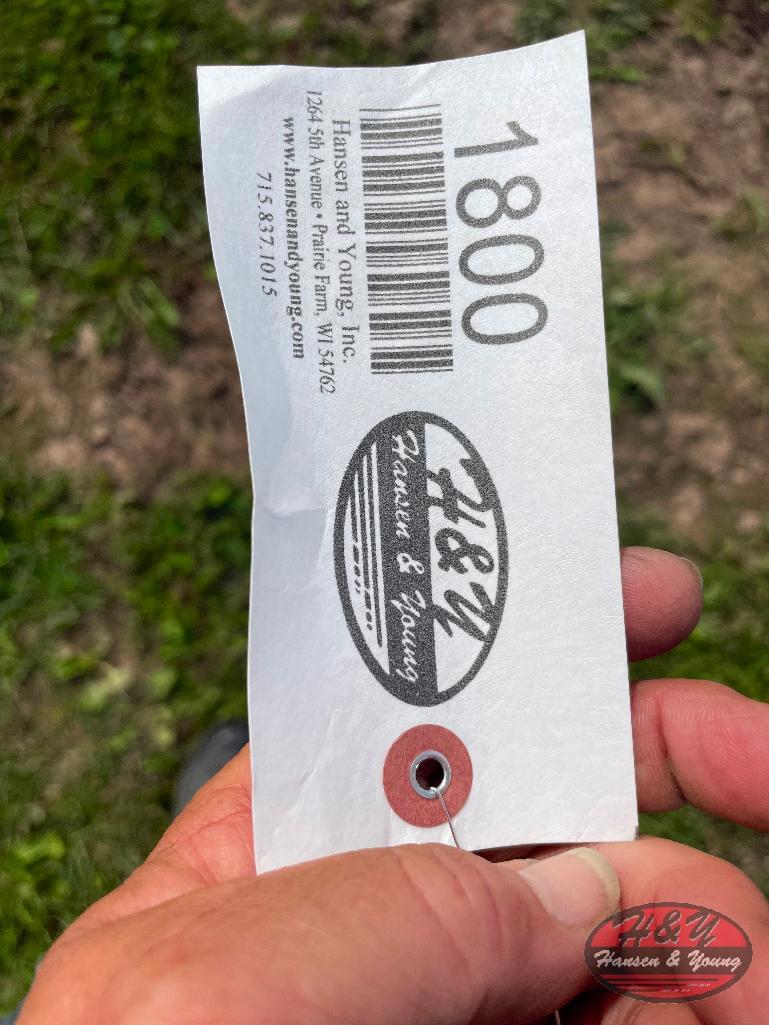 1800
Hansen and Young, Inc.
1264 5th Avenue • Prairie Farm, WI 54762
www.hansenandyoung.com
715.837.1015
H&Y
Hansen & Young
H&Y
Hansen & Young